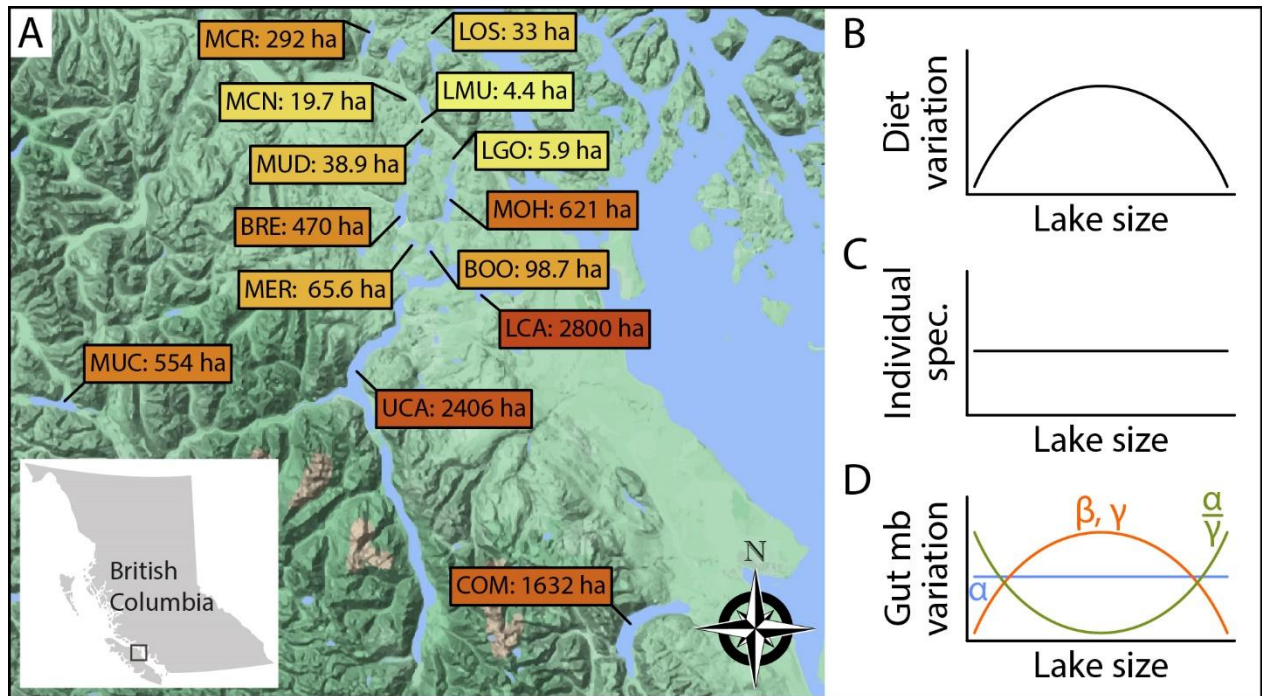 A
MCR: 292 ha
LOS: 33 ha
MCN: 19.7 ha
LMU: 4.4 ha
MUD: 38.9 ha
LGO: 5.9 ha
BRE: 470 ha
MOH: 621 ha
MER: 65.6 ha
BOO: 98.7 ha
LCA: 2800 ha
MUC: 554 ha
UCA: 2406 ha
COM: 1632 ha
British
Columbia
N
B
Diet
variation
Lake size
C
Individual
spec.
Lake size
D
Gut mb
variation
α
β, γ
α
γ
Lake size